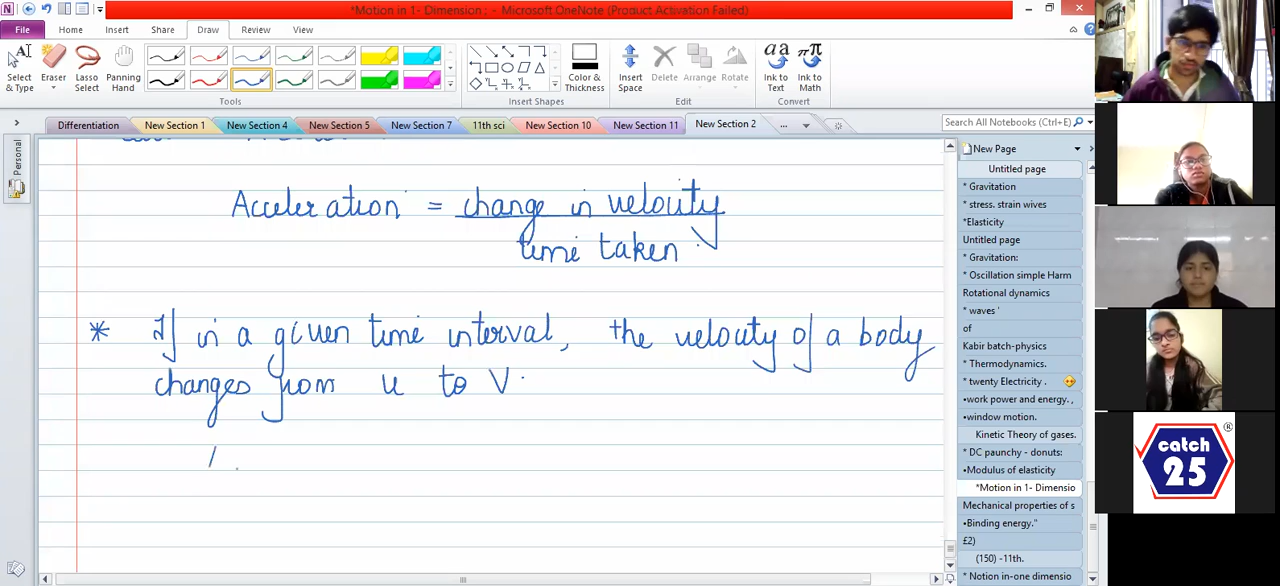 *Motion in 1- Dimension : - Microsoft OneNote (Product Activation Failed)
File Home Insert Share Draw Review View
Select & Type
Eraser
Lasso Select
Panning Hand
Tools
Color & Thickness
Insert Shapes
Insert Space
Delete
Arrange
Rotate
Edit
Ink to Text
Ink to Math
Convert
Differentiation New Section 1 New Section 4 New Section 5 New Section 7 11th sci New Section 10 New Section 11 New Section 2 ...
Search All Notebooks (Ctrl+E)
Personal
Acceleration = change in velocity
time taken
* If in a given time interval, the velocity of a body
changes from u to V.
New Page
Untitled page
* Gravitation
* stress. strain wives
*Elasticity
Untitled page
* Gravitation:
* Oscillation simple Harm
Rotational dynamics
* waves '
of
Kabir batch-physics
* Thermodynamics.
* twenty Electricity .
•work power and energy. ,
•window motion.
Kinetic Theory of gases.
* DC paunchy - donuts:
•Modulus of elasticity
*Motion in 1- Dimensio
Mechanical properties of s
•Binding energy."
£2)
(150) -11th.
* Notion in-one dimensio
catch
25
®